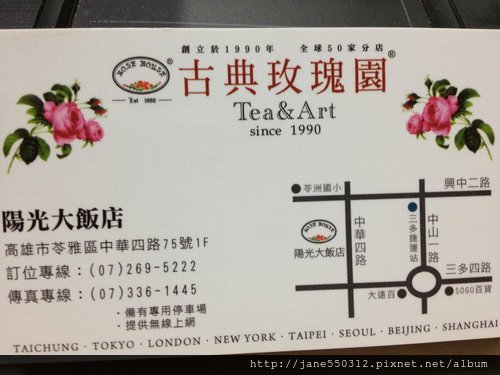 創立於1990年 全球50家分店
ROSE HOUSE
Est 1990
古典玫瑰園®
Tea&Art
since 1990
陽光大飯店
高雄市苓雅區中華四路75號1F
訂位專線：(07)269-5222
傳真專線：(07)336-1445
·備有專用停車場
·提供無線上網
苓洲國小
興中二路
ROSE HOUSE
陽光大飯店
中華四路
三多捷運站
中山一路
三多四路
大遠百
SOGO百貨
TAICHUNG · TOKYO · LONDON · NEW YORK · TAIPEI · SEOUL · BEIJING · SHANGHAI
http://jane550312.pixnet.net/album